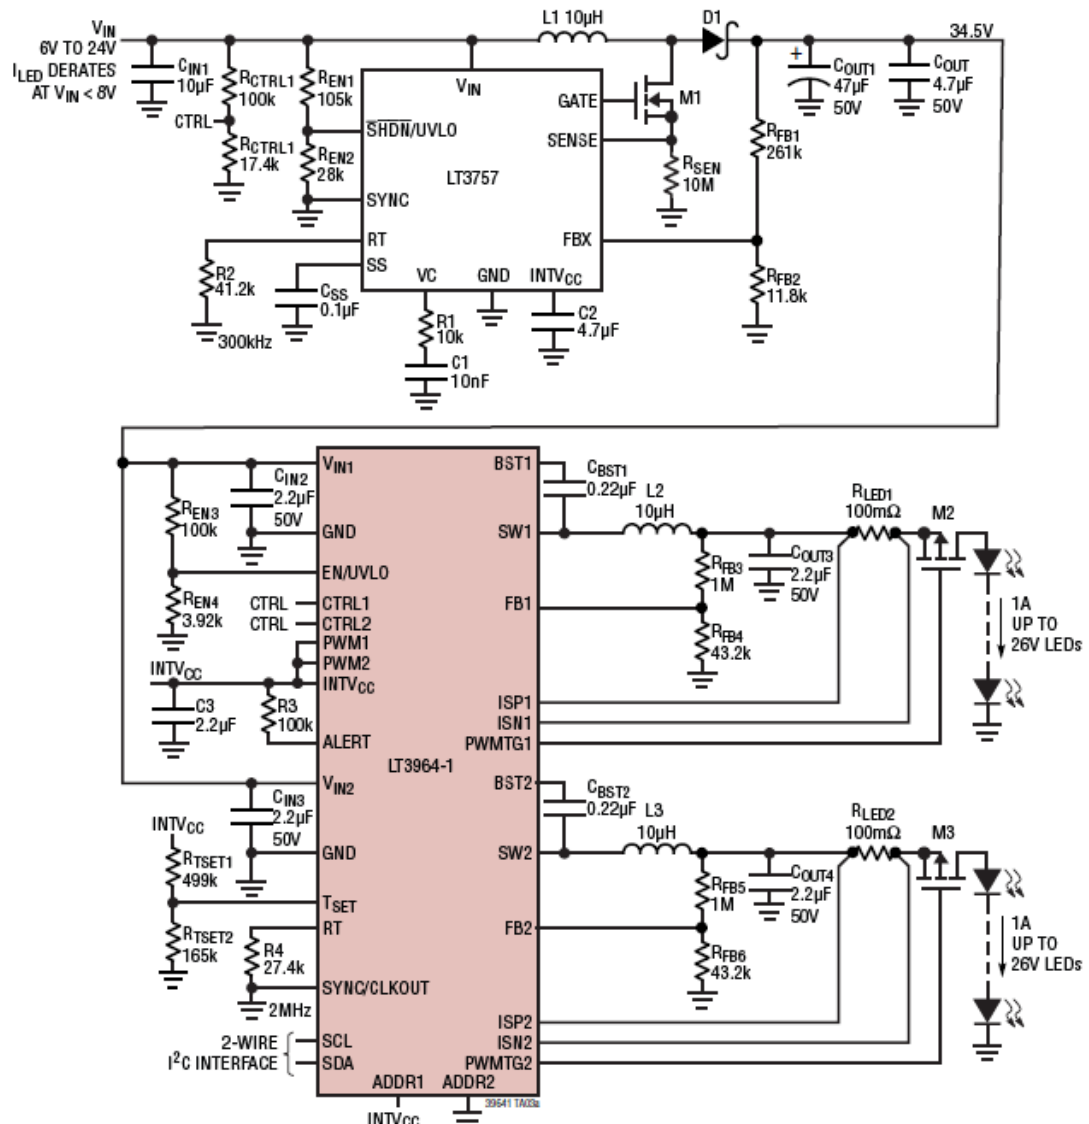 VIN
6V TO 24V
ILED DERATES
AT VIN < 8V
CIN1
10µF
RCTRL1
100k
CTRL
RCTRL1
17.4k
REN1
105k
REN2
28k
L1 10µH
D1
34.5V
VIN
SHDN/UVLO
SYNC
RT
SS
VC
GND
INTVCC
GATE
SENSE
FBX
LT3757
M1
RSEN
10M
RFB1
261k
RFB2
11.8k
COUT1
47µF
50V
COUT
4.7µF
50V
R2
41.2k
300kHz
CSS
0.1µF
R1
10k
C1
10nF
C2
4.7µF
VIN1
GND
EN/UVLO
CTRL1
CTRL2
PWM1
PWM2
INTVCC
ALERT
VIN2
GND
TSET
RT
SYNC/CLKOUT
SCL
SDA
ADDR1
ADDR2
LT3964-1
BST1
SW1
FB1
ISP1
ISN1
PWMTG1
BST2
SW2
FB2
ISP2
ISN2
PWMTG2
REN3
100k
REN4
3.92k
CIN2
2.2µF
50V
CTRL
CTRL
INTVCC
C3
2.2µF
R3
100k
CIN3
2.2µF
50V
INTVCC
RTSET1
499k
RTSET2
165k
R4
27.4k
2MHz
2-WIRE
I2C INTERFACE
INTVCC
39641 TA03a
CBST1
0.22µF
L2
10µH
RFB3
1M
RFB4
43.2k
COUT3
2.2µF
50V
RLED1
100mΩ
M2
1A
UP TO
26V LEDs
CBST2
0.22µF
L3
10µH
RFB5
1M
RFB6
43.2k
COUT4
2.2µF
50V
RLED2
100mΩ
M3
1A
UP TO
26V LEDs